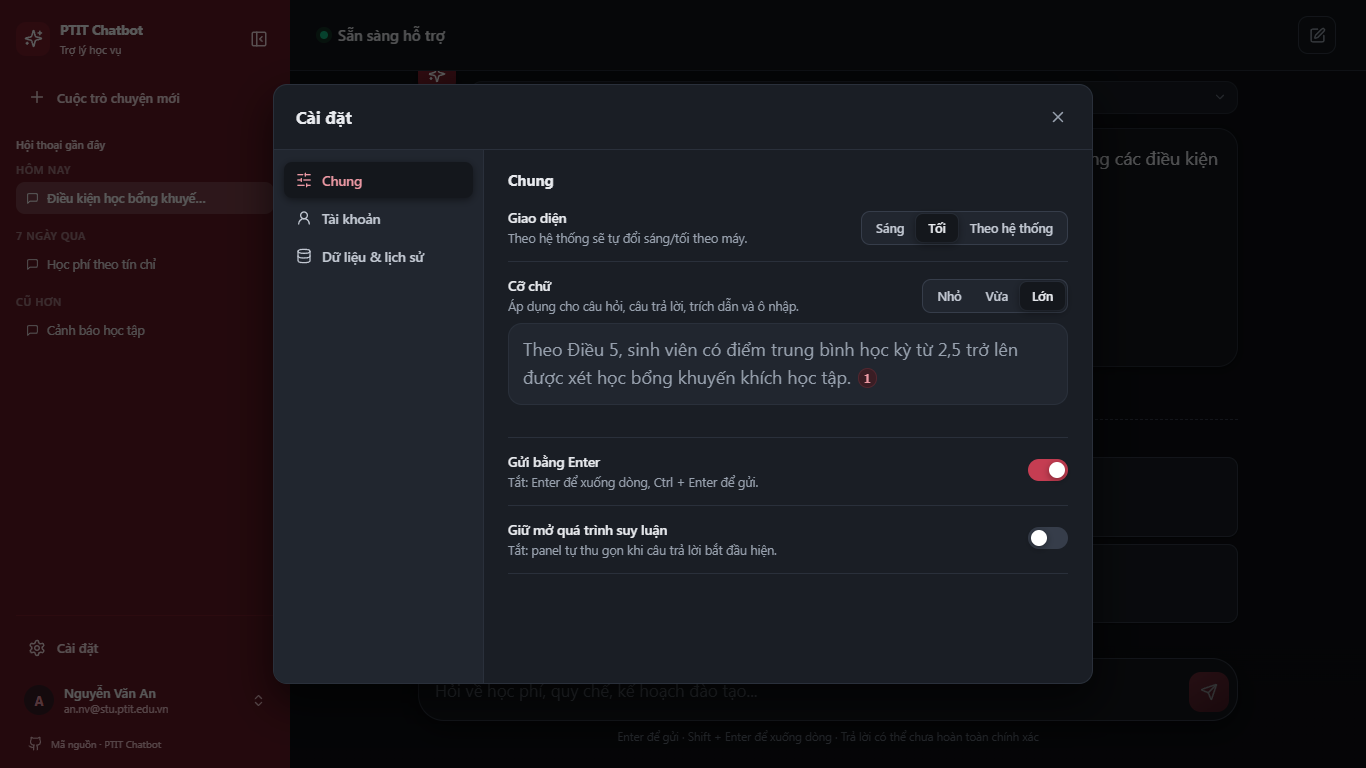 PTIT Chatbot
Trợ lý học vụ
Cuộc trò chuyện mới
Hội thoại gần đây
HÔM NAY
Điều kiện học bổng khuyế...
7 NGÀY QUA
Học phí theo tín chỉ
CŨ HƠN
Cảnh báo học tập
Cài đặt
A
Nguyễn Văn An
an.nv@stu.ptit.edu.vn
Mã nguồn · PTIT Chatbot
Sẵn sàng hỗ trợ
ng các điều kiện
Cài đặt
Chung
Tài khoản
Dữ liệu & lịch sử
Chung
Giao diện
Theo hệ thống sẽ tự đổi sáng/tối theo máy.
Sáng Tối Theo hệ thống
Cỡ chữ
Áp dụng cho câu hỏi, câu trả lời, trích dẫn và ô nhập.
Nhỏ Vừa Lớn
Theo Điều 5, sinh viên có điểm trung bình học kỳ từ 2,5 trở lên
được xét học bổng khuyến khích học tập. 1
Gửi bằng Enter
Tắt: Enter để xuống dòng, Ctrl + Enter để gửi.
Giữ mở quá trình suy luận
Tắt: panel tự thu gọn khi câu trả lời bắt đầu hiện.
Hỏi về học phí, quy chế, kế hoạch đào tạo...
Enter để gửi · Shift + Enter để xuống dòng · Trả lời có thể chưa hoàn toàn chính xác